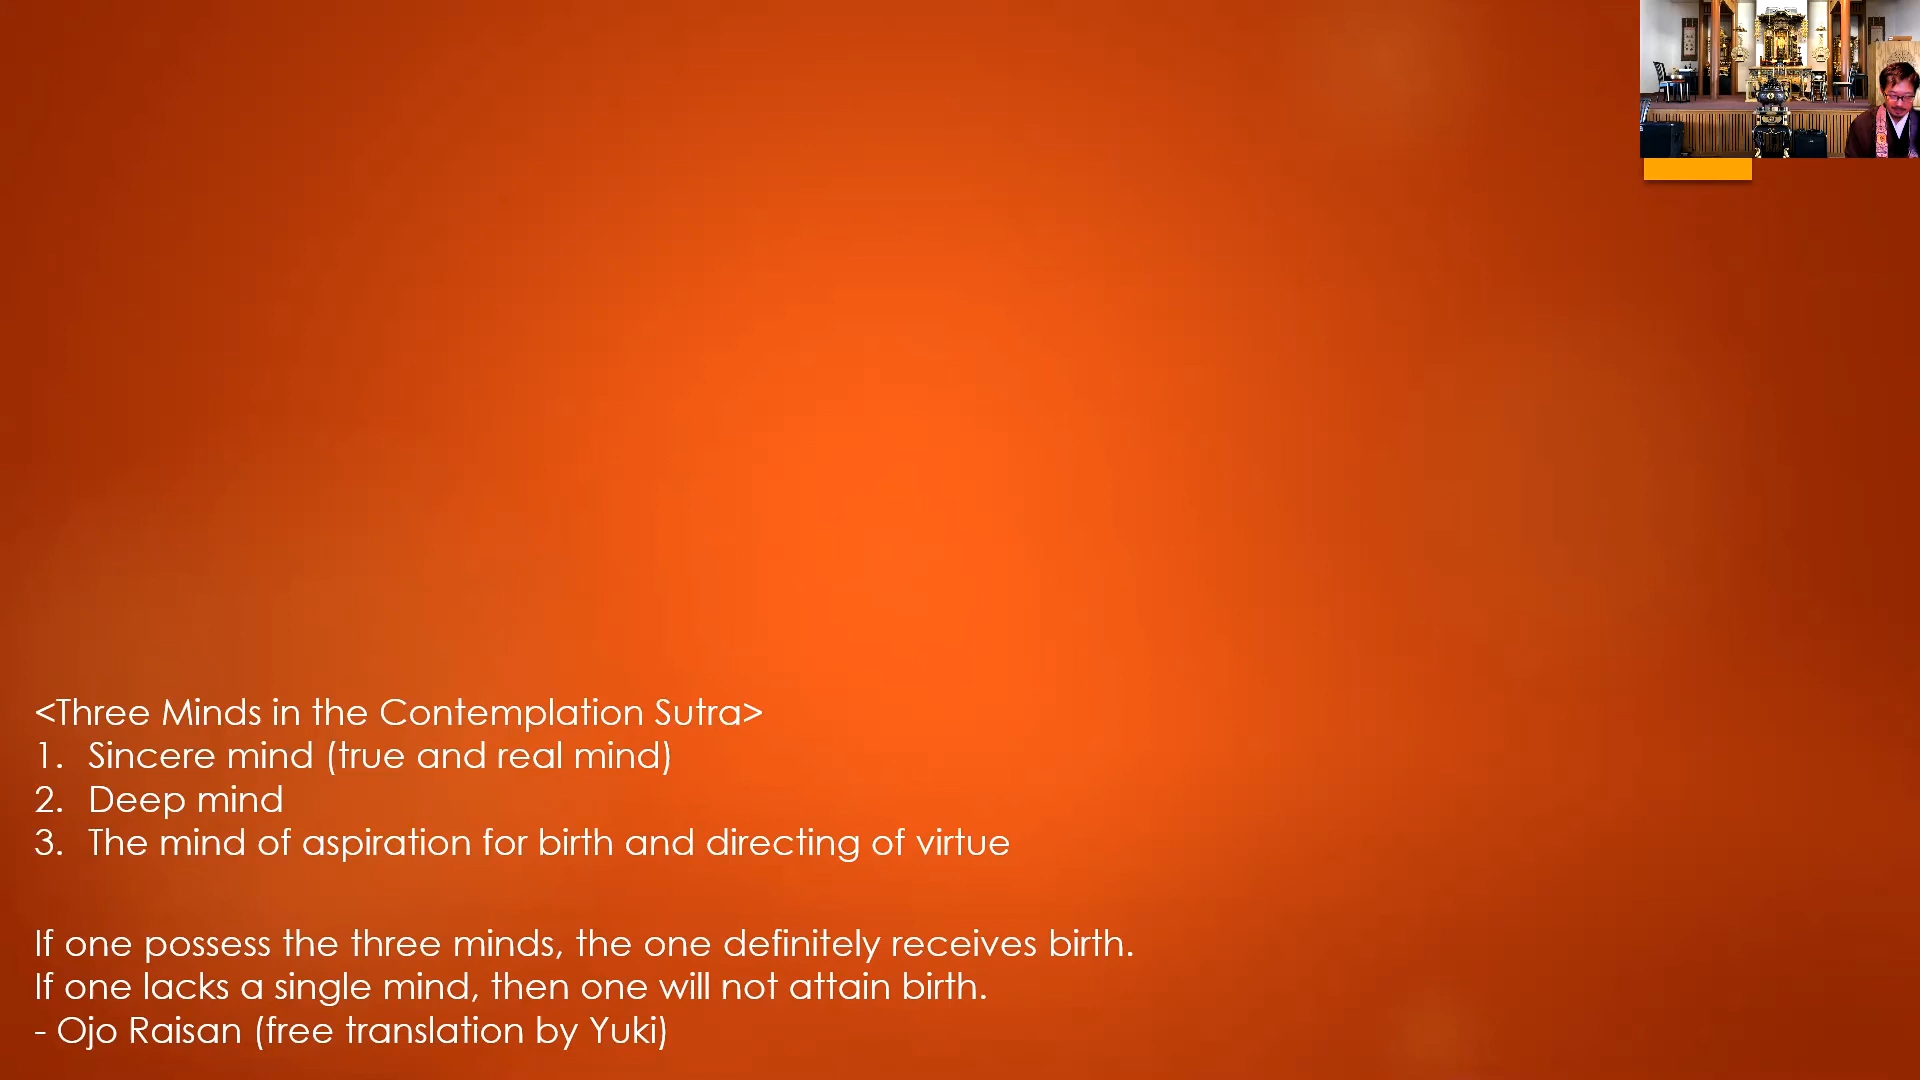 <Three Minds in the Contemplation Sutra>
1. Sincere mind (true and real mind)
2. Deep mind
3. The mind of aspiration for birth and directing of virtue
If one possess the three minds, the one definitely receives birth.
If one lacks a single mind, then one will not attain birth.
- Ojo Raisan (free translation by Yuki)